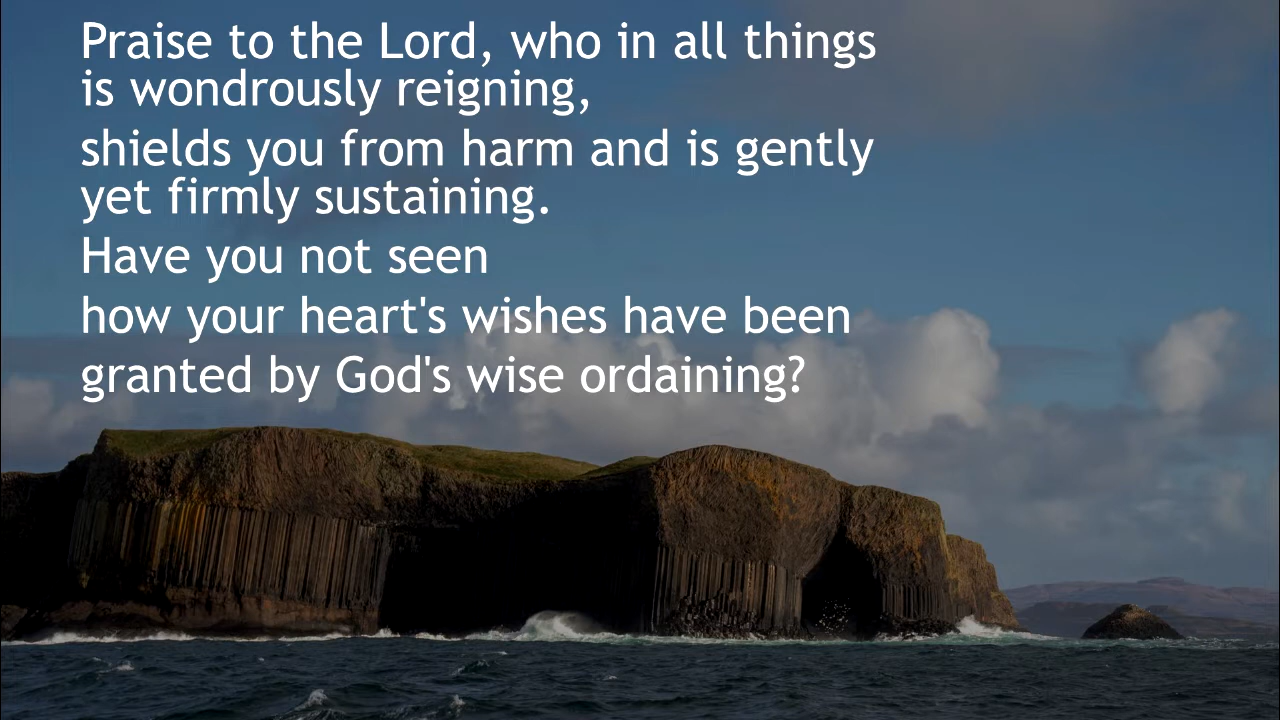 Praise to the Lord, who in all things
is wondrously reigning,
shields you from harm and is gently
yet firmly sustaining.
Have you not seen
how your heart's wishes have been
granted by God's wise ordaining?